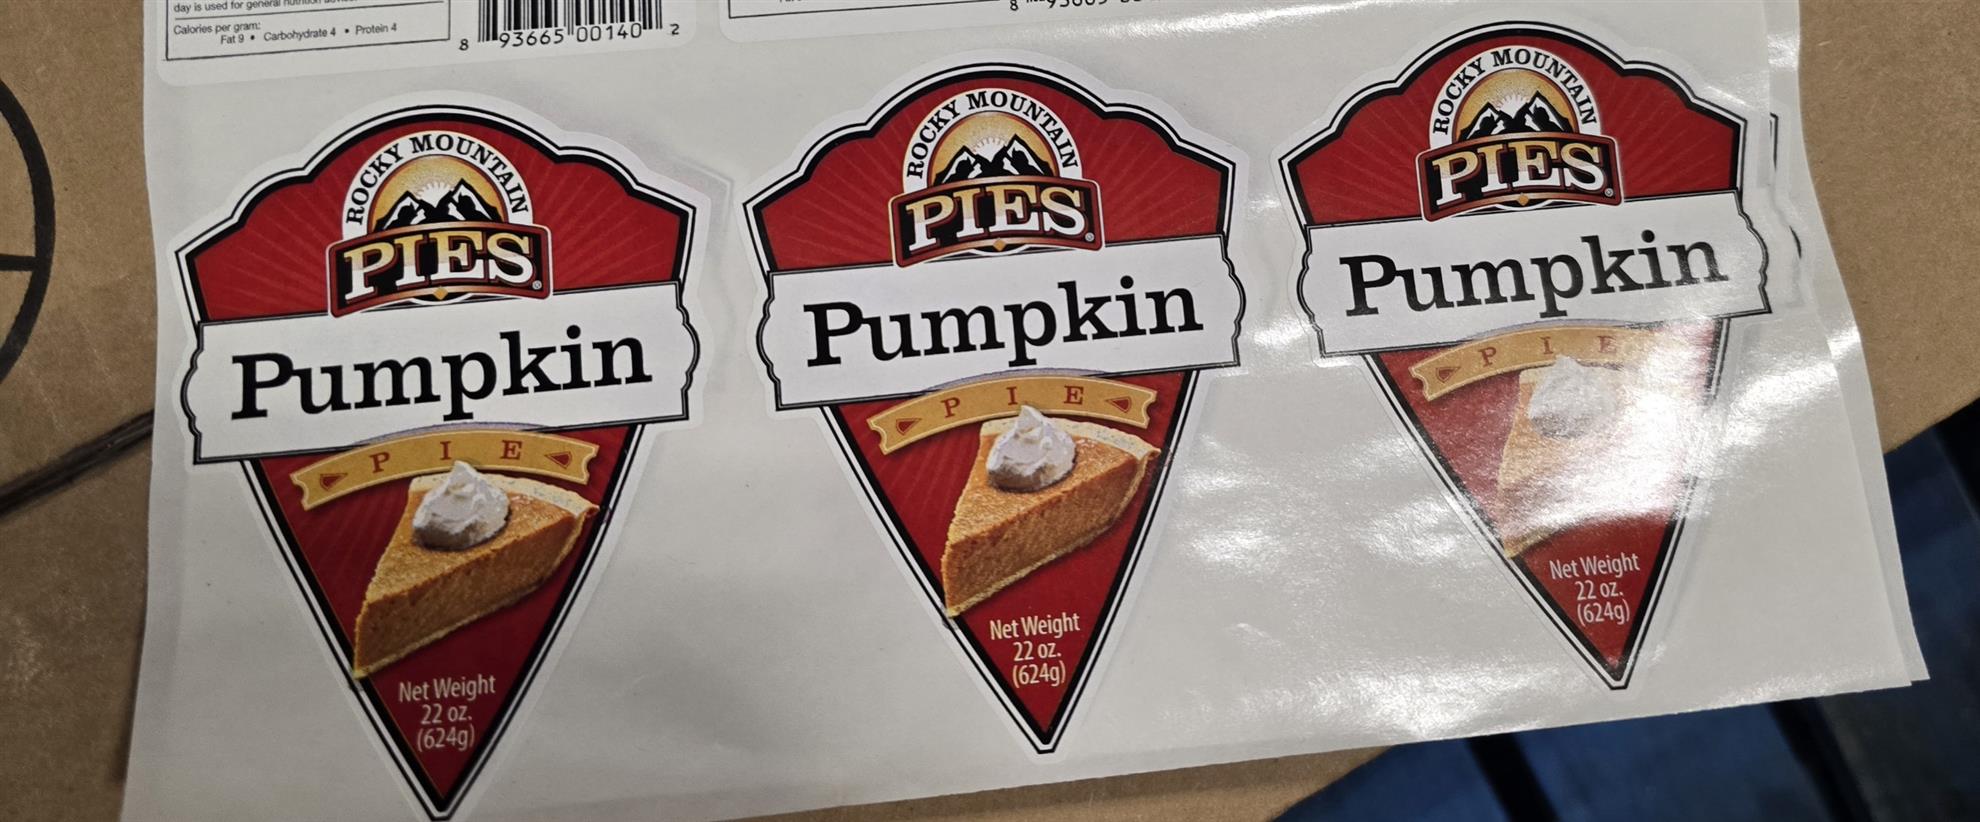 day is used for general nutrition advice.
Calories per gram:
Fat 9 • Carbohydrate 4 • Protein 4
8 93665 00140 2
8 93665
ROCKY MOUNTAIN
PIES®
Pumpkin
PIE
Net Weight
22 oz.
(624g)
ROCKY MOUNTAIN
PIES®
Pumpkin
PIE
Net Weight
22 oz.
(624g)
ROCKY MOUNTAIN
PIES®
Pumpkin
PIE
Net Weight
22 oz.
(624g)